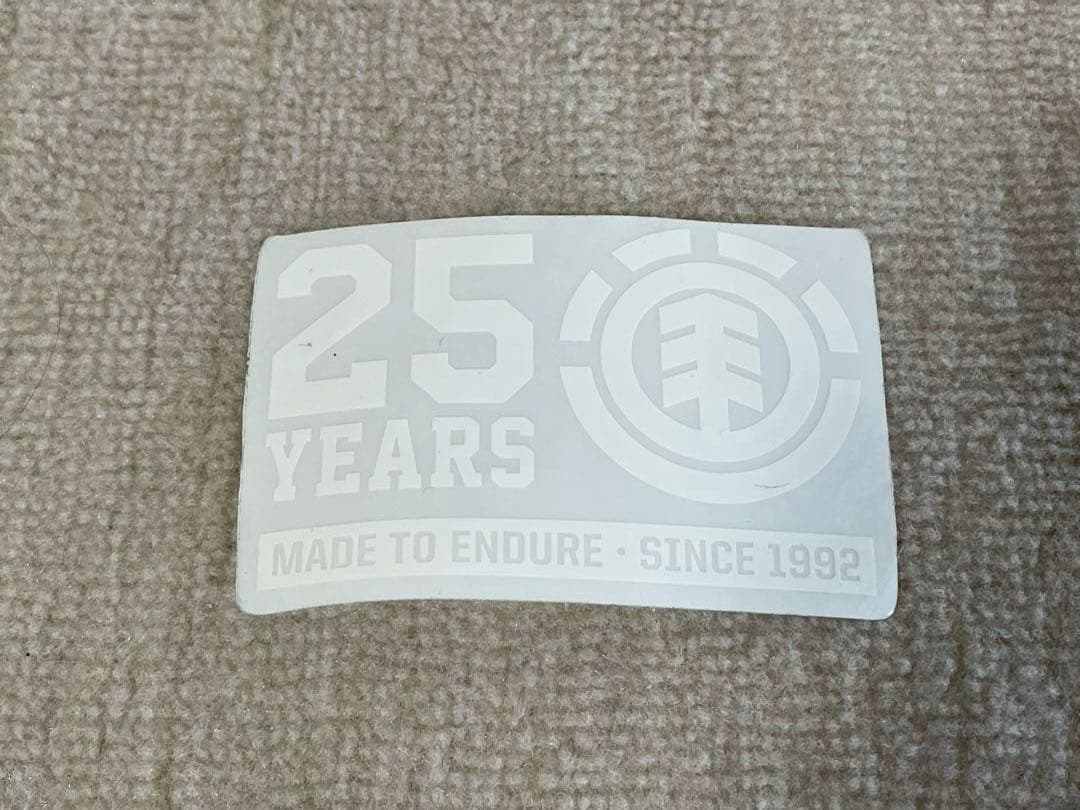 25
YEARS
MADE TO ENDURE • SINCE 1992